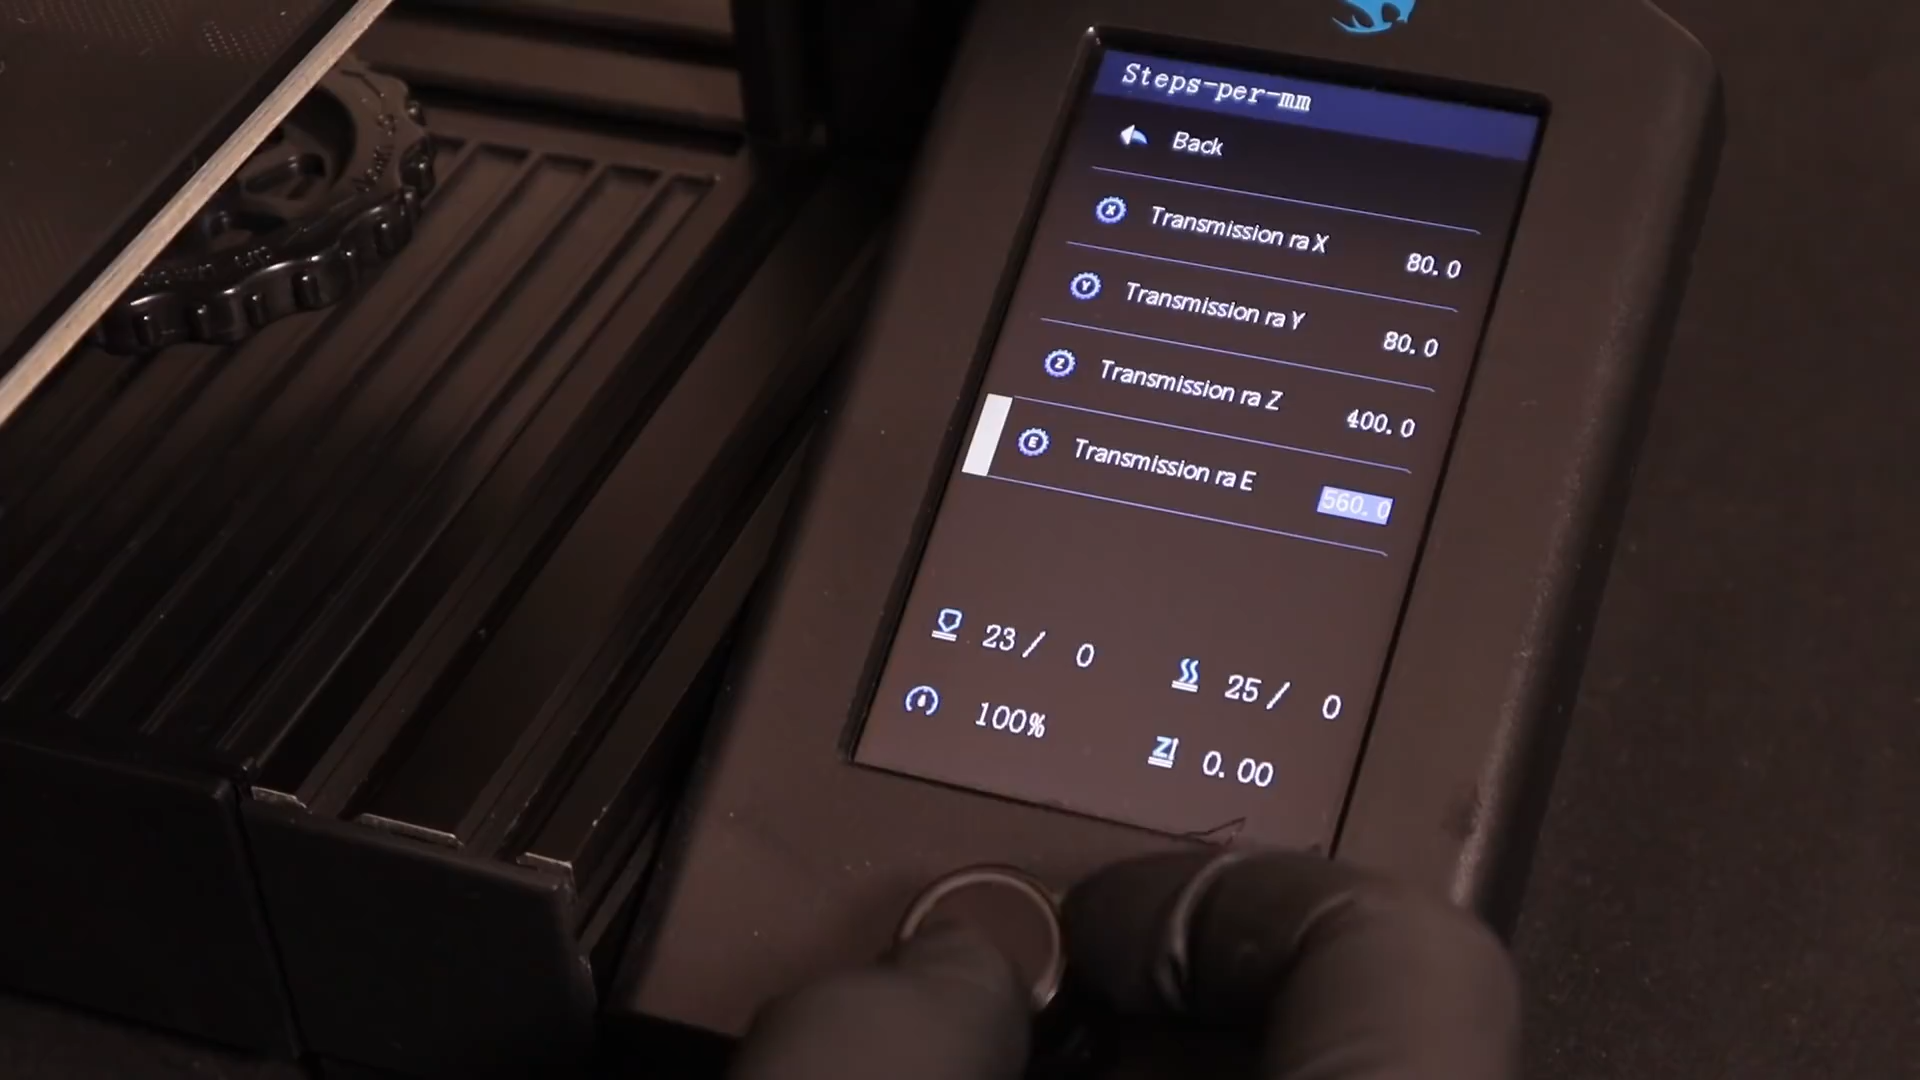 Steps-per-mm
Back
X Transmission ra X 80.0
Y Transmission ra Y 80.0
Z Transmission ra Z 400.0
E Transmission ra E 560.0
23 / 0
25 / 0
100%
Z 0.00